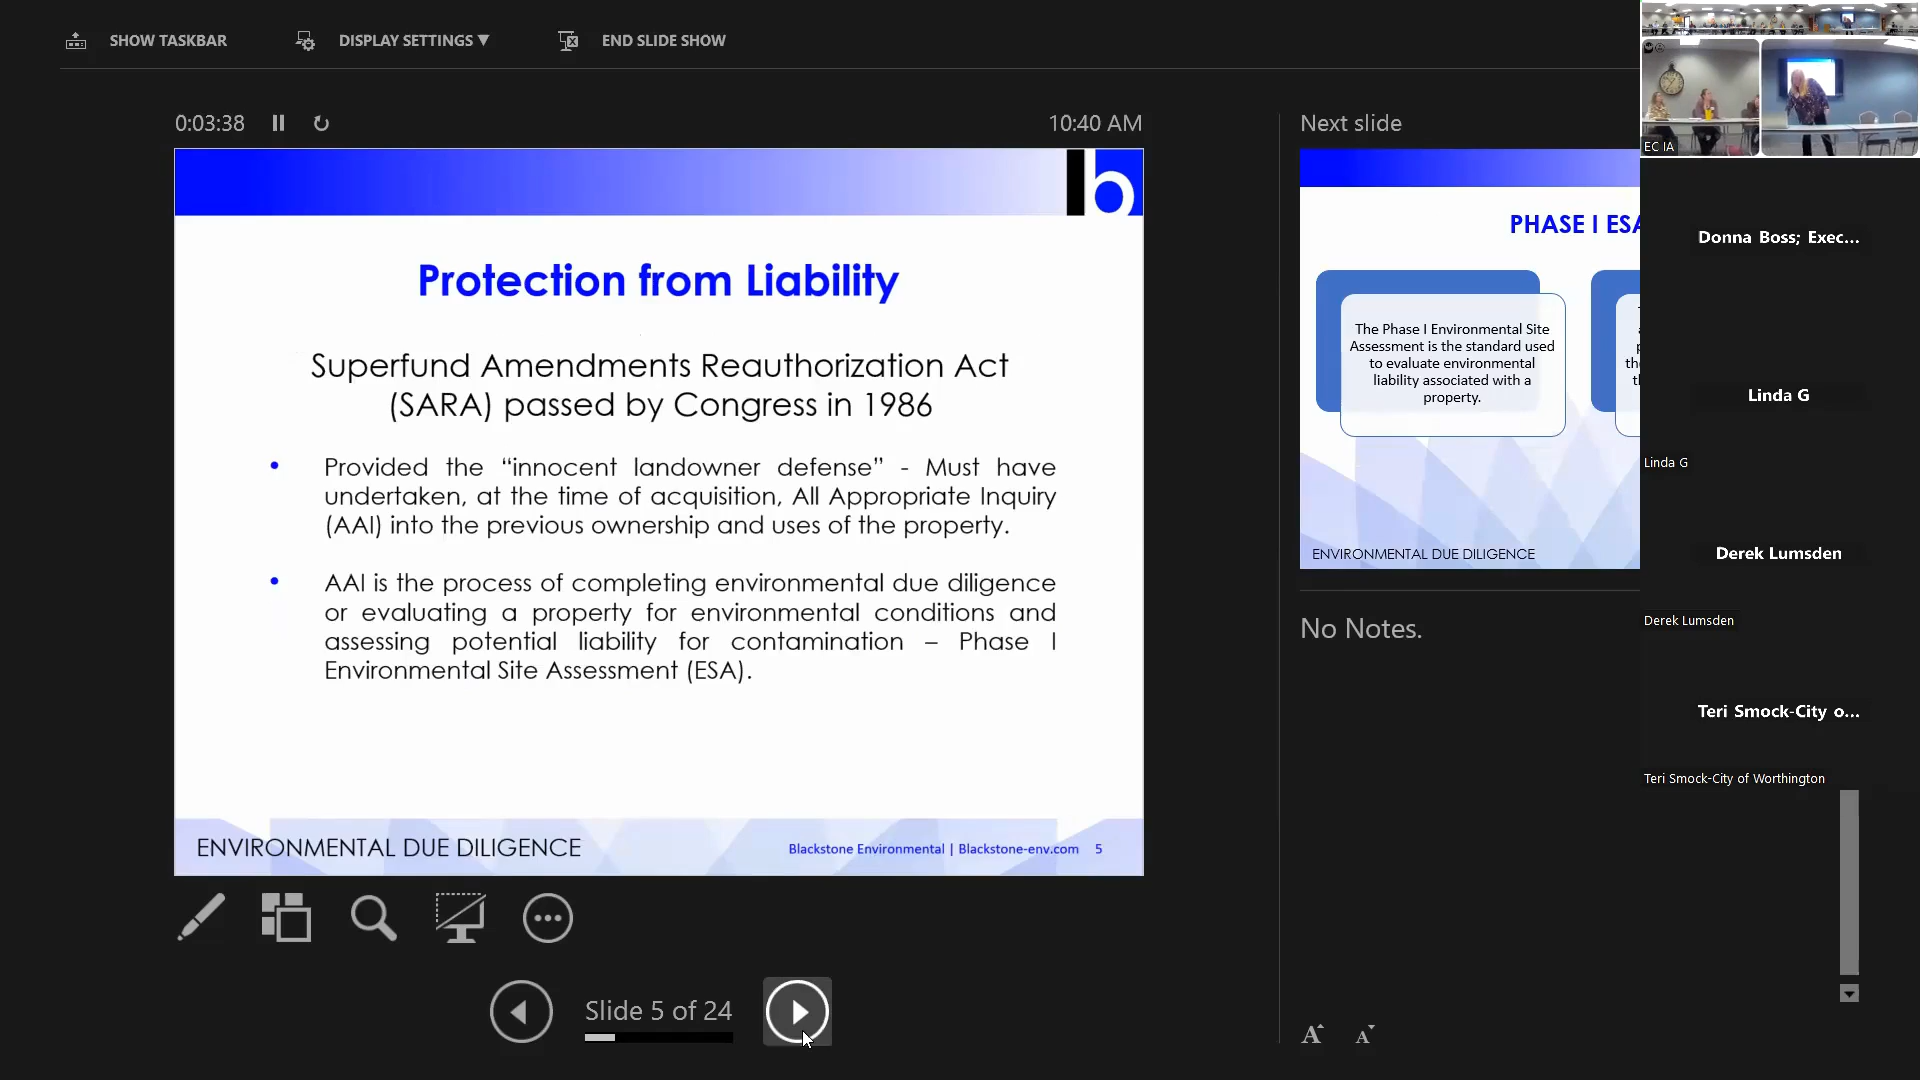 SHOW TASKBAR
DISPLAY SETTINGS ▼
END SLIDE SHOW
0:03:38
10:40 AM
b
Protection from Liability
Superfund Amendments Reauthorization Act
(SARA) passed by Congress in 1986
• Provided the “innocent landowner defense” - Must have
undertaken, at the time of acquisition, All Appropriate Inquiry
(AAI) into the previous ownership and uses of the property.
• AAI is the process of completing environmental due diligence
or evaluating a property for environmental conditions and
assessing potential liability for contamination – Phase I
Environmental Site Assessment (ESA).
ENVIRONMENTAL DUE DILIGENCE
Blackstone Environmental | Blackstone-env.com 5
Slide 5 of 24
Next slide
PHASE I ESA
The Phase I Environmental Site
Assessment is the standard used
to evaluate environmental
liability associated with a
property.
ENVIRONMENTAL DUE DILIGENCE
No Notes.
A
A
EC IA
Donna Boss; Exec...
Linda G
Linda G
Derek Lumsden
Derek Lumsden
Teri Smock-City o...
Teri Smock-City of Worthington